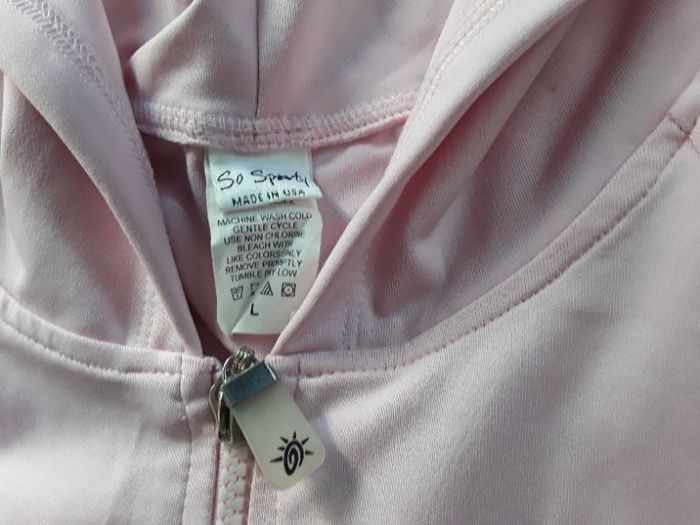 So Sporty
MADE IN USA
MACHINE WASH COLD
GENTLE CYCLE
USE NON CHLORINE
BLEACH WITH
LIKE COLORS ONLY
REMOVE PROMPTLY
TUMBLE DRY LOW
L